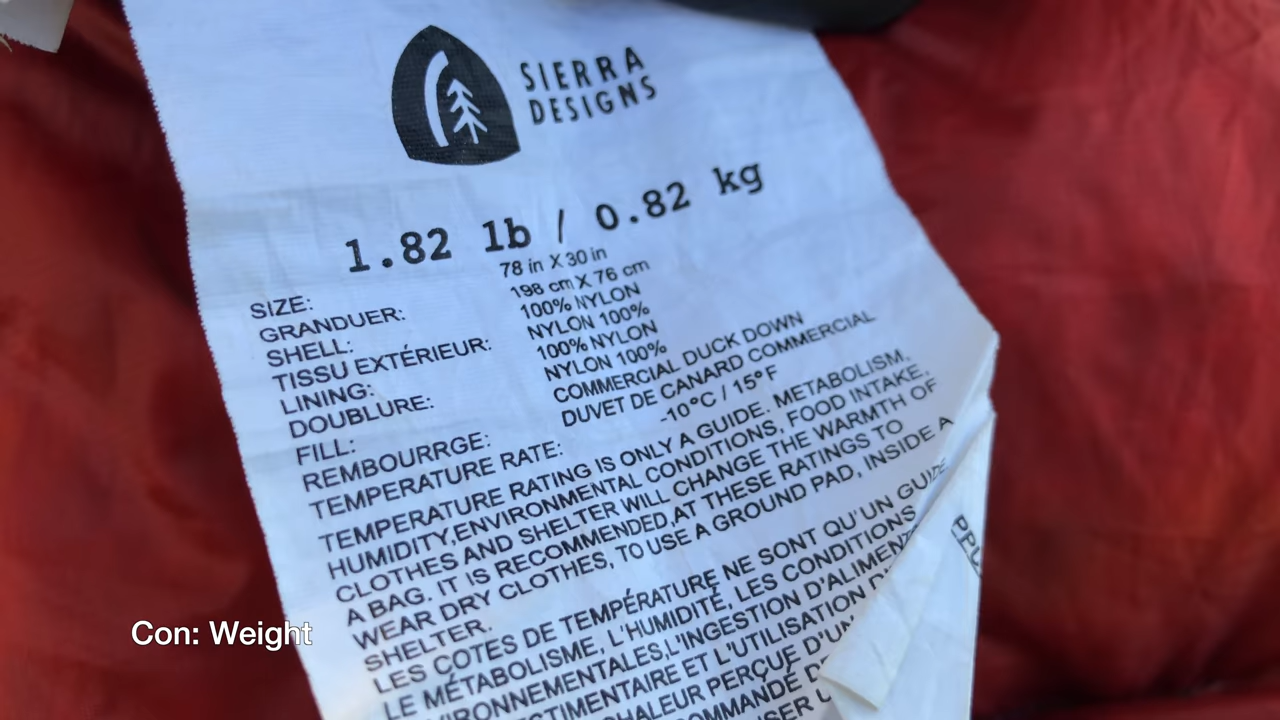 SIERRA
DESIGNS
1.82 lb / 0.82 kg
SIZE: 78 in X 30 in
GRANDUER: 198 cm X 76 cm
SHELL: 100% NYLON
TISSU EXTÉRIEUR: NYLON 100%
LINING: 100% NYLON
DOUBLURE: NYLON 100%
FILL: COMMERCIAL DUCK DOWN
REMBOURRGE: DUVET DE CANARD COMMERCIAL
TEMPERATURE RATE: -10°C / 15°F
TEMPERATURE RATING IS ONLY A GUIDE. METABOLISM,
HUMIDITY,ENVIRONMENTAL CONDITIONS, FOOD INTAKE,
CLOTHES AND SHELTER WILL CHANGE THE WARMTH OF
A BAG. IT IS RECOMMENDED,AT THESE RATINGS TO
WEAR DRY CLOTHES, TO USE A GROUND PAD, INSIDE A
SHELTER.
LES COTES DE TEMPÉRATURE NE SONT QU'UN GUIDE
LE MÉTABOLISME, L'HUMIDITÉ, LES CONDITIONS
VIRONNEMENTALES,L'INGESTION D'ALIMENT
ESTIMENTAIRE ET L'UTILISATION D'
CHALEUR PERÇUE D'UN
OMMANDÉ D
Con: Weight